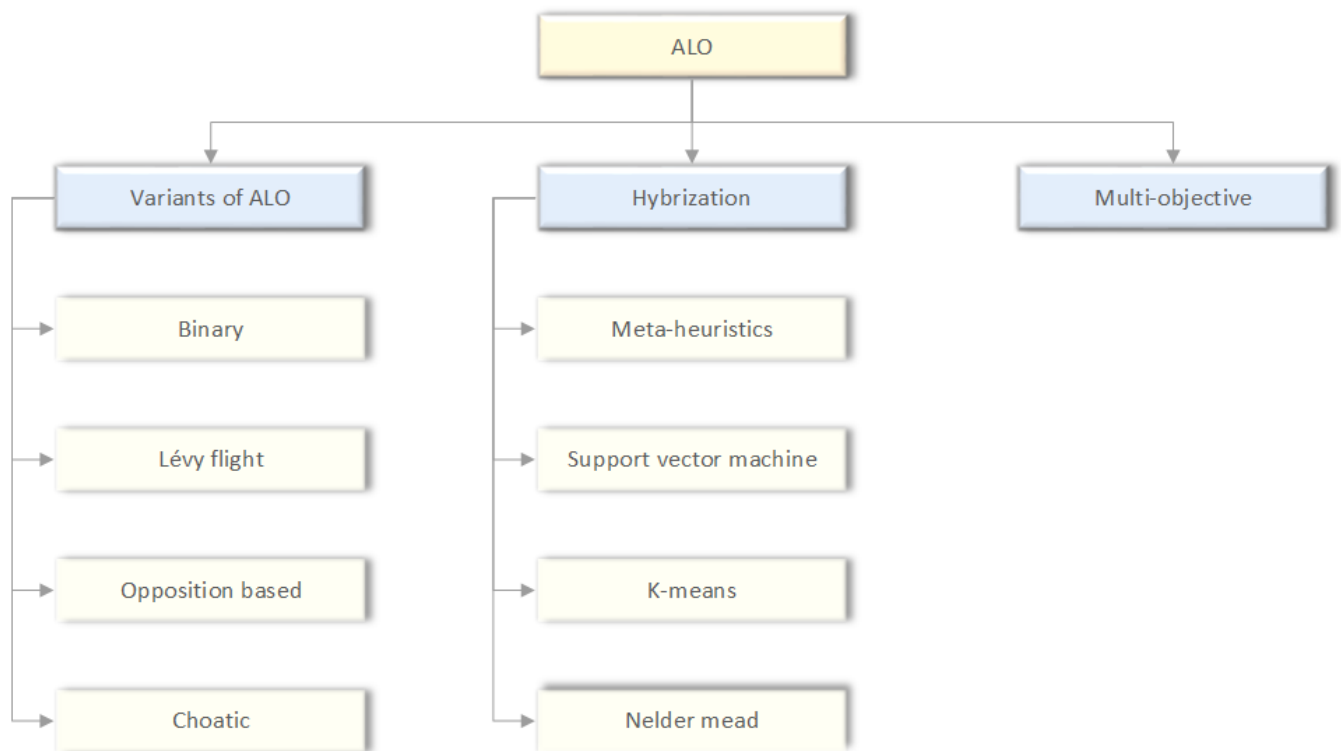 ALO
Variants of ALO
Hybrization
Multi-objective
Binary
Meta-heuristics
Lévy flight
Support vector machine
Opposition based
K-means
Choatic
Nelder mead